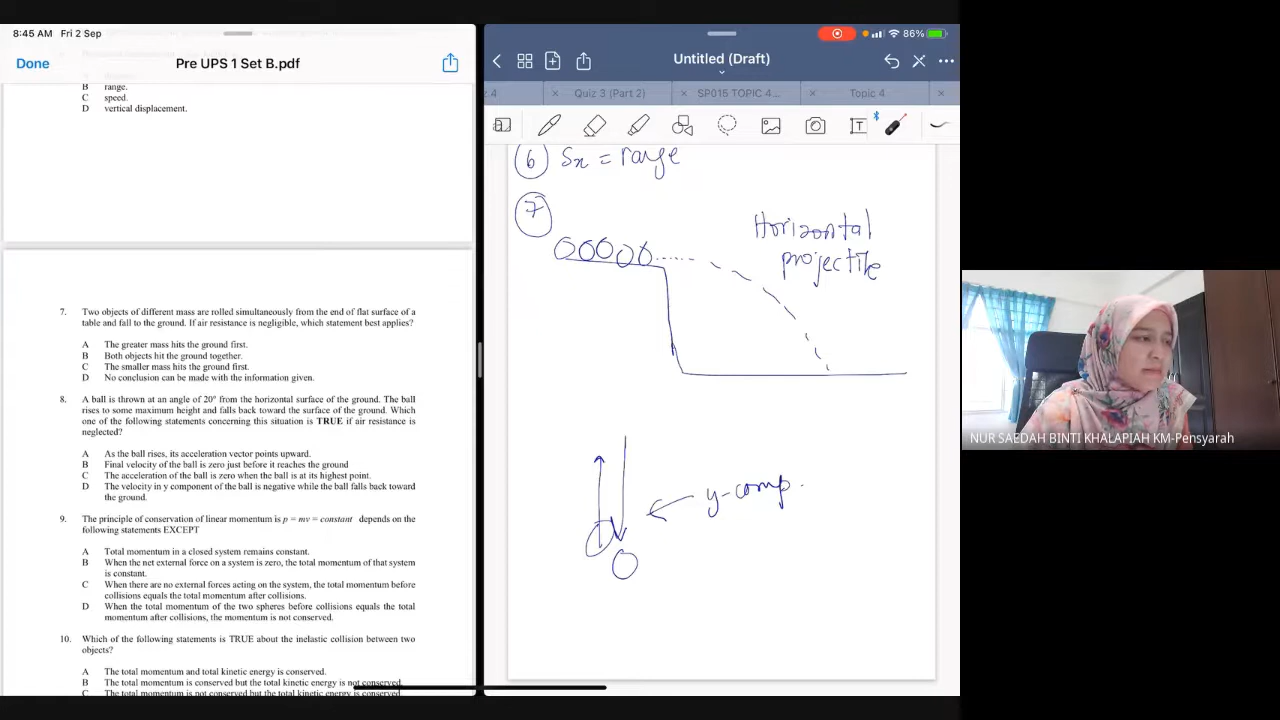 8:45 AM Fri 2 Sep
Done
Pre UPS 1 Set B.pdf
B range.
C speed.
D vertical displacement.
7. Two objects of different mass are rolled simultaneously from the end of flat surface of a
table and fall to the ground. If air resistance is negligible, which statement best applies?
A The greater mass hits the ground first.
B Both objects hit the ground together.
C The smaller mass hits the ground first.
D No conclusion can be made with the information given.
8. A ball is thrown at an angle of 20° from the horizontal surface of the ground. The ball
rises to some maximum height and falls back toward the surface of the ground. Which
one of the following statements concerning this situation is TRUE if air resistance is
neglected?
A As the ball rises, its acceleration vector points upward.
B Final velocity of the ball is zero just before it reaches the ground
C The acceleration of the ball is zero when the ball is at its highest point.
D The velocity in y component of the ball is negative while the ball falls back toward
the ground.
9. The principle of conservation of linear momentum is p = mv = constant depends on the
following statements EXCEPT
A Total momentum in a closed system remains constant.
B When the net external force on a system is zero, the total momentum of that system
is constant.
C When there are no external forces acting on the system, the total momentum before
collisions equals the total momentum after collisions.
D When the total momentum of the two spheres before collisions equals the total
momentum after collisions, the momentum is not conserved.
10. Which of the following statements is TRUE about the inelastic collision between two
objects?
A The total momentum and total kinetic energy is conserved.
B The total momentum is conserved but the total kinetic energy is not conserved.
C The total momentum is not conserved but the total kinetic energy is conserved.
86%
Untitled (Draft)
z 4
Quiz 3 (Part 2)
SP015 TOPIC 4...
Topic 4
T
6 Sx = range
7
Horizontal
projectile
y-comp.
NUR SAEDAH BINTI KHALAPIAH KM-Pensyarah